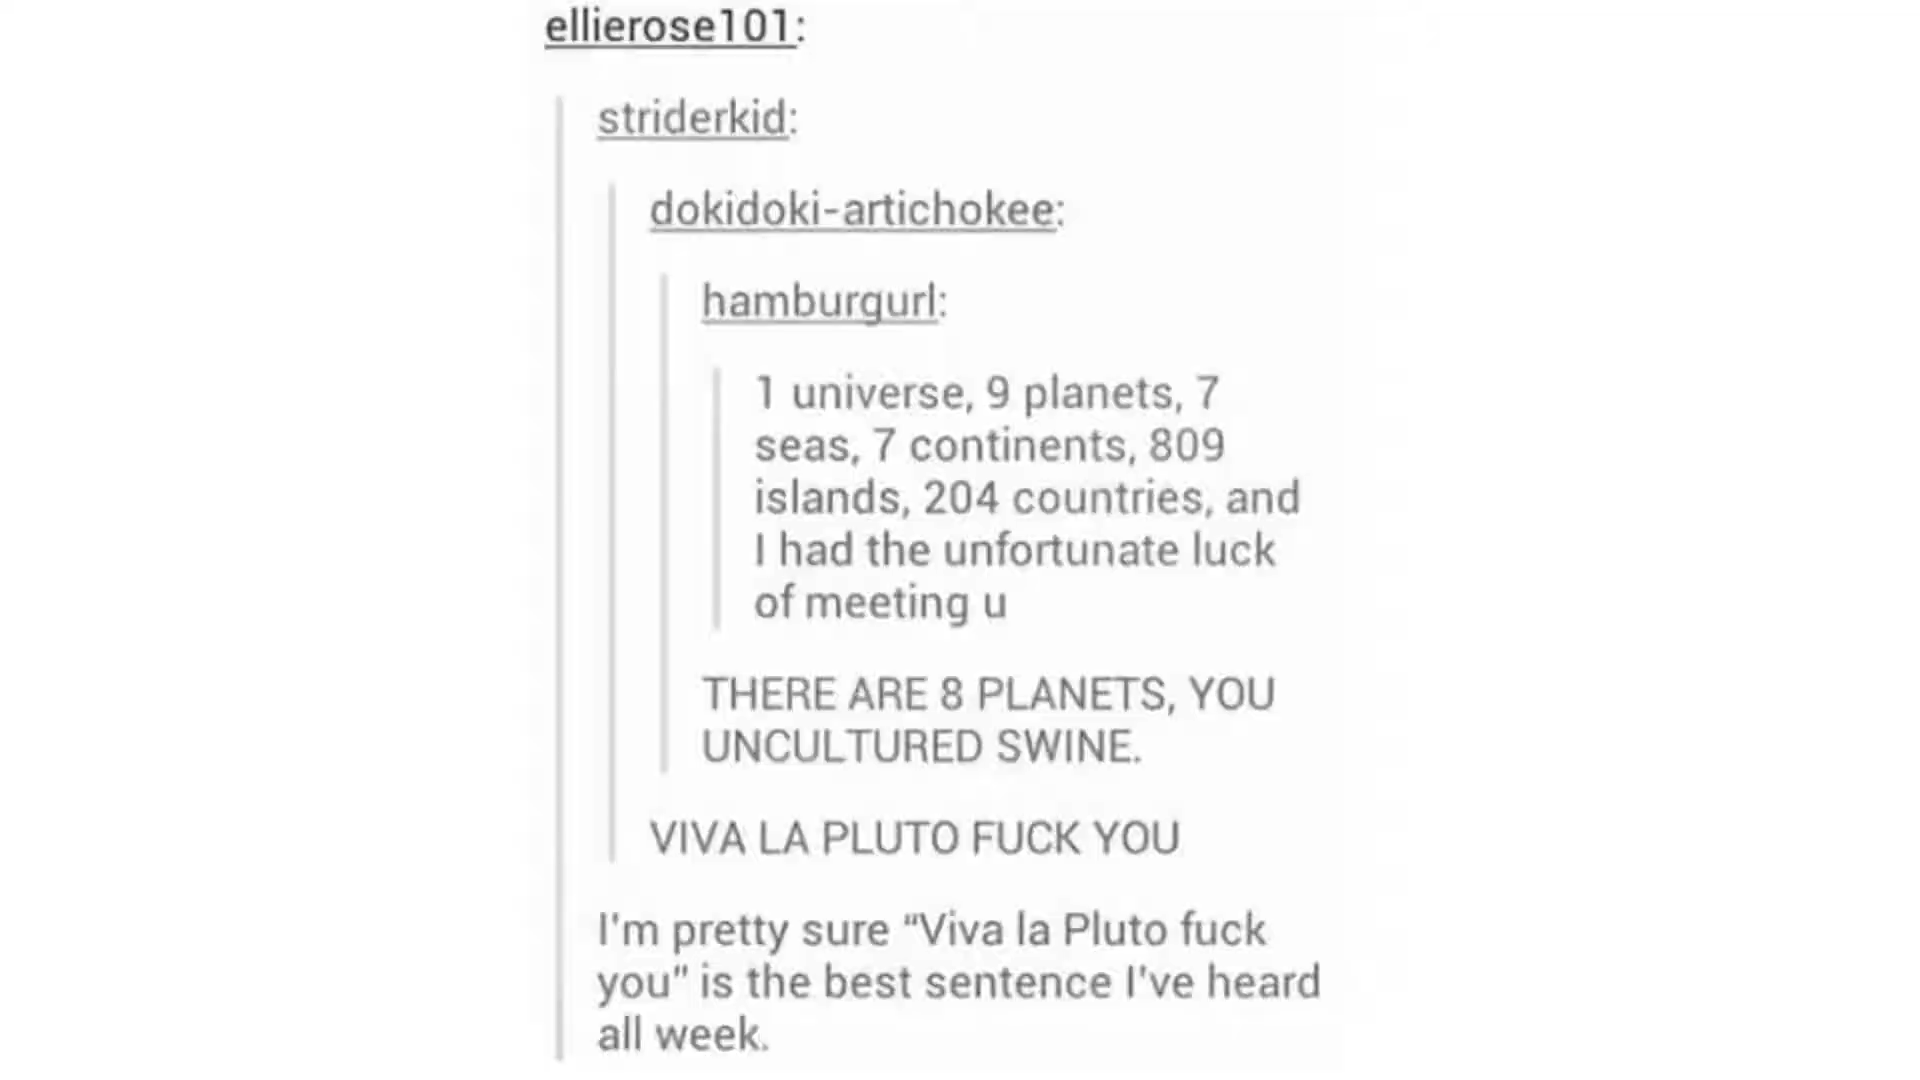 ellierose101:
striderkid:
dokidoki-artichokee:
hamburgurl:
1 universe, 9 planets, 7
seas, 7 continents, 809
islands, 204 countries, and
I had the unfortunate luck
of meeting u
THERE ARE 8 PLANETS, YOU
UNCULTURED SWINE.
VIVA LA PLUTO FUCK YOU
I'm pretty sure “Viva la Pluto fuck
you” is the best sentence I've heard
all week.